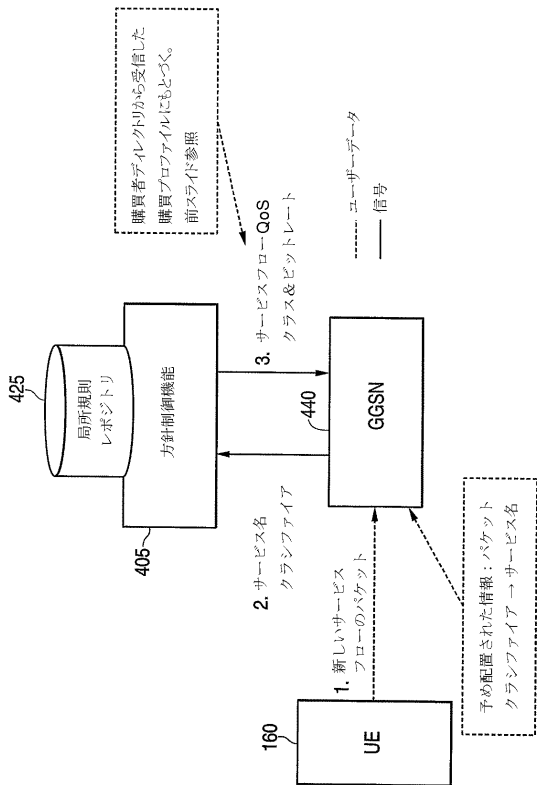 購買者ディレクトリから受信した
購買プロファイルにもとづく。
前スライド参照
425
局所規則
レポジトリ
方針制御機能
405
3. サービスフローQoS
クラス&ビットレート
2. サービス名
クラシファイア
ユーザーデータ
信号
440
GGSN
1. 新しいサービス
フローのパケット
160
UE
予め配置された情報：パケット
クラシファイア→サービス名